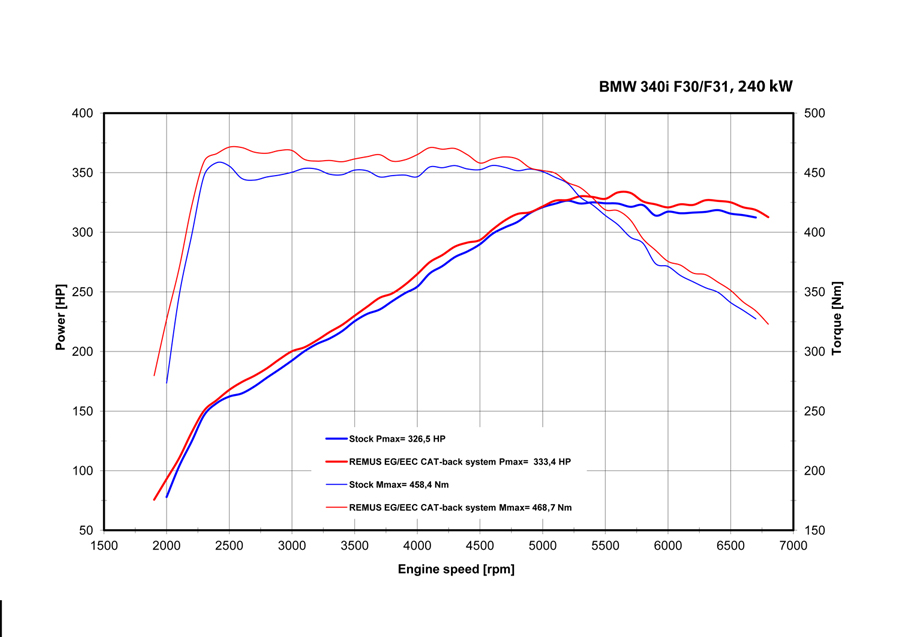 BMW 340i F30/F31, 240 kW
400
350
300
250
200
150
100
50
Power [HP]
500
450
400
350
300
250
200
150
Torque [Nm]
Stock Pmax= 326,5 HP
REMUS EG/EEC CAT-back system Pmax=  333,4 HP
Stock Mmax= 458,4 Nm
REMUS EG/EEC CAT-back system Mmax= 468,7 Nm
1500 2000 2500 3000 3500 4000 4500 5000 5500 6000 6500 7000
Engine speed [rpm]